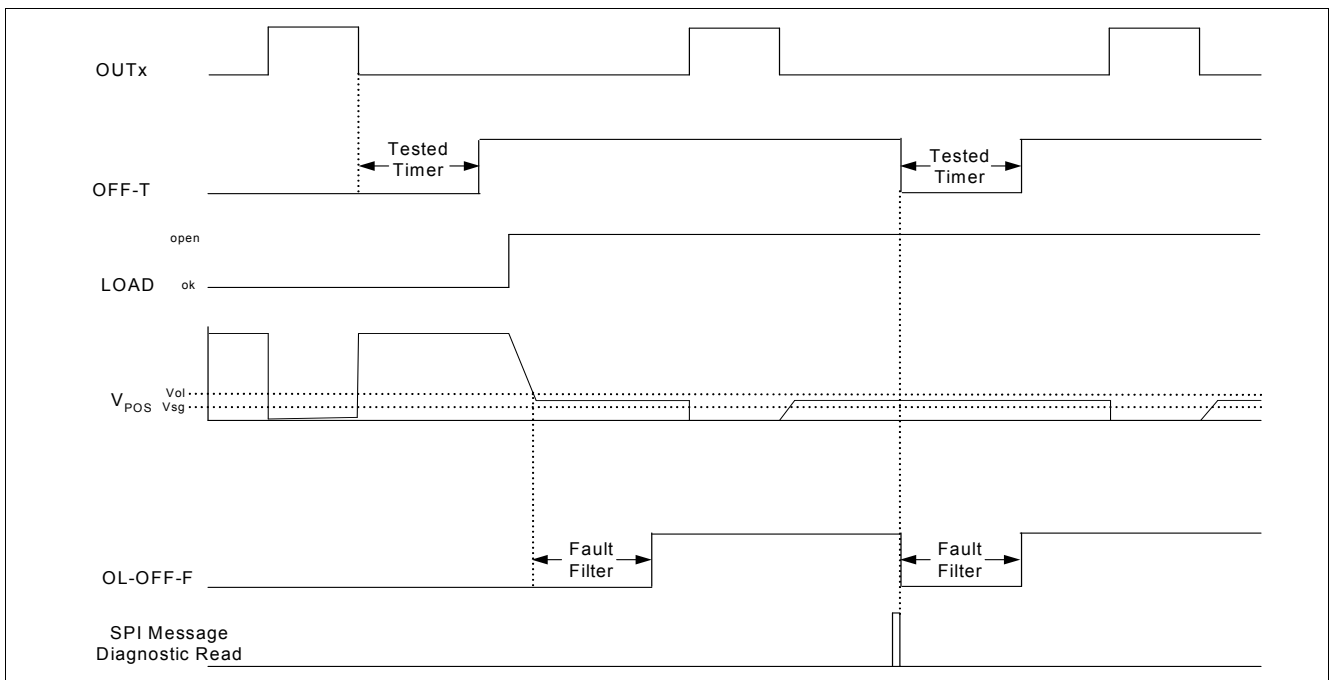 OUTx
Tested
Timer
Tested
Timer
OFF-T
open
LOAD
ok
Vol
VPOS
Vsg
Fault
Filter
Fault
Filter
OL-OFF-F
SPI Message
Diagnostic Read